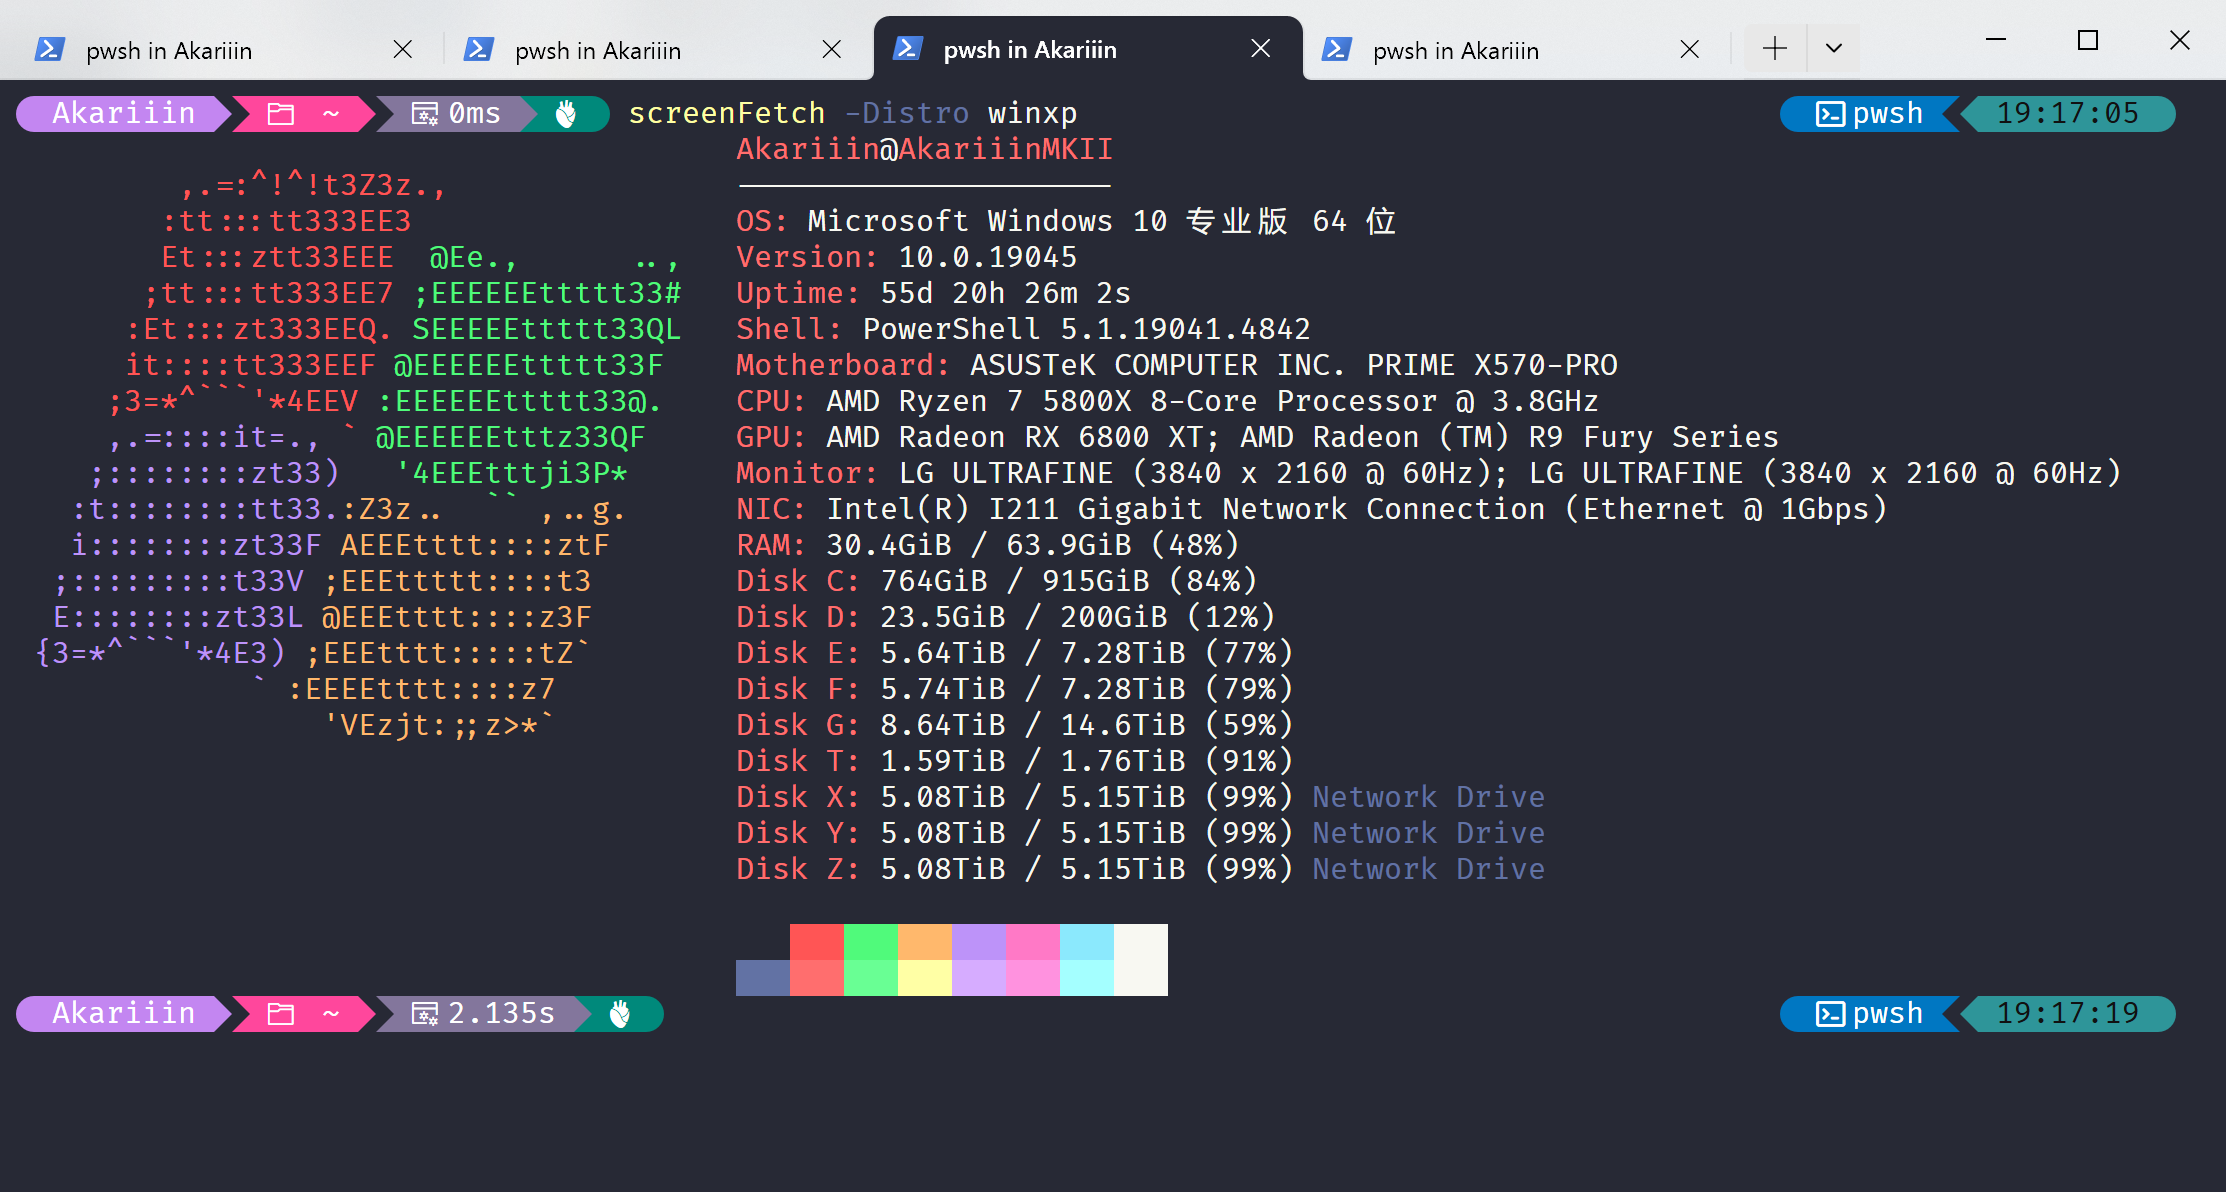 pwsh in Akariiin
pwsh in Akariiin
pwsh in Akariiin
pwsh in Akariiin
Akariiin ~ 0ms screenFetch -Distro winxp pwsh 19:17:05
Akariiin@AkariiinMKII
,.=:^!^!t3Z3z.,
:tt:::tt333EE3
OS: Microsoft Windows 10 专业版 64 位
Et:::ztt33EEE @Ee., ..,
Version: 10.0.19045
;tt:::tt333EE7 ;EEEEEEttttt33#
Uptime: 55d 20h 26m 2s
:Et:::zt333EEQ. SEEEEEttttt33QL
Shell: PowerShell 5.1.19041.4842
it::::tt333EEF @EEEEEEttttt33F
Motherboard: ASUSTeK COMPUTER INC. PRIME X570-PRO
;3=*^```'*4EEV :EEEEEEttttt33@.
CPU: AMD Ryzen 7 5800X 8-Core Processor @ 3.8GHz
,.=::::it=., ` @EEEEEEtttz33QF
GPU: AMD Radeon RX 6800 XT; AMD Radeon (TM) R9 Fury Series
;::::::::zt33) '4EEEtttji3P*
Monitor: LG ULTRAFINE (3840 x 2160 @ 60Hz); LG ULTRAFINE (3840 x 2160 @ 60Hz)
:t::::::::tt33.:Z3z.. `` ,..g.
NIC: Intel(R) I211 Gigabit Network Connection (Ethernet @ 1Gbps)
i::::::::zt33F AEEEtttt::::ztF
RAM: 30.4GiB / 63.9GiB (48%)
;:::::::::t33V ;EEEttttt::::t3
Disk C: 764GiB / 915GiB (84%)
E::::::::zt33L @EEEtttt::::z3F
Disk D: 23.5GiB / 200GiB (12%)
{3=*^```'*4E3) ;EEEtttt:::::tZ`
Disk E: 5.64TiB / 7.28TiB (77%)
` :EEEEtttt::::z7
Disk F: 5.74TiB / 7.28TiB (79%)
'VEzjt:;;z>*`
Disk G: 8.64TiB / 14.6TiB (59%)
Disk T: 1.59TiB / 1.76TiB (91%)
Disk X: 5.08TiB / 5.15TiB (99%) Network Drive
Disk Y: 5.08TiB / 5.15TiB (99%) Network Drive
Disk Z: 5.08TiB / 5.15TiB (99%) Network Drive
Akariiin ~ 2.135s pwsh 19:17:19